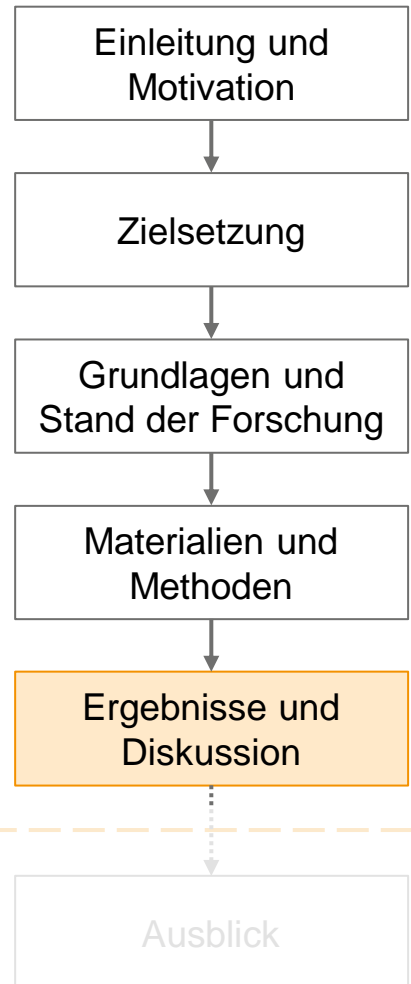 Einleitung und
Motivation
Zielsetzung
Grundlagen und
Stand der Forschung
Materialien und
Methoden
Ergebnisse und
Diskussion
Ausblick